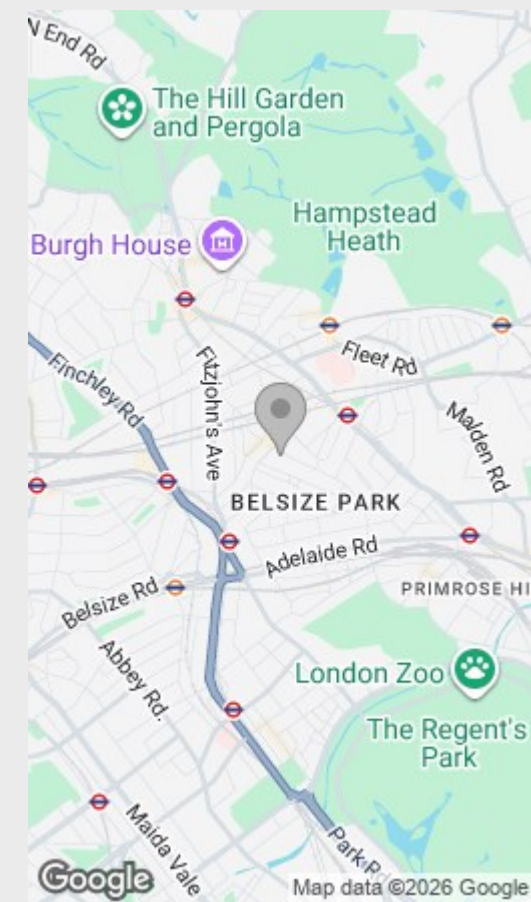 N End Rd
The Hill Garden
and Pergola
Hampstead
Heath
Burgh House
Fleet Rd
Finchley Rd
Fitzjohn's Ave
Malden Rd
BELSIZE PARK
Adelaide Rd
PRIMROSE HI
Belsize Rd
Abbey Rd.
London Zoo
The Regent's
Park
Maida Vale
Park Rd
Google
Map data ©2026 Google